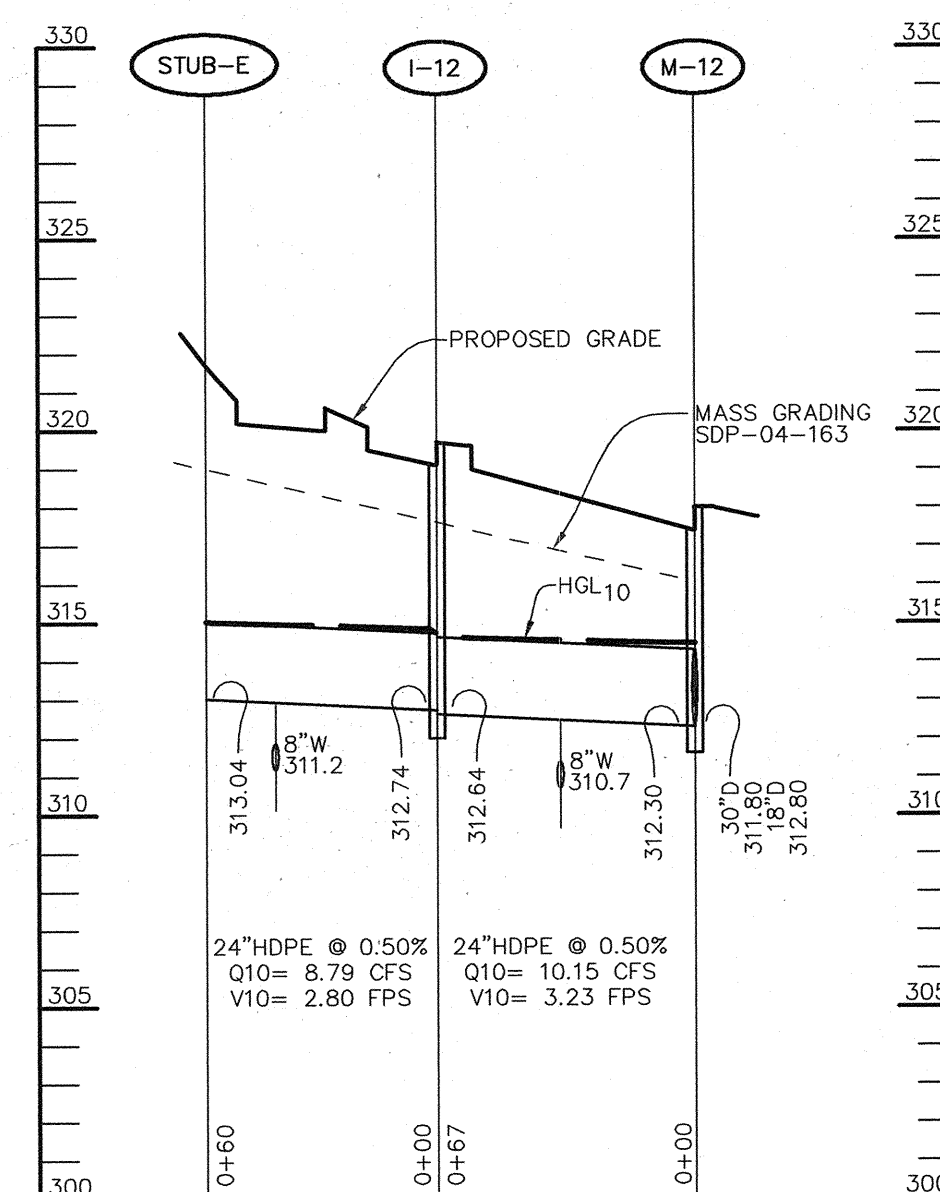 330
330
STUB-E
I-12
M-12
325
325
PROPOSED GRADE
320
320
MASS GRADING
SDP-04-163
HGL10
315
315
8"W
311.2
8"W
310.7
313.04
312.74
312.64
312.30
30"D
311.80
18"D
312.80
310
310
24"HDPE @ 0.50%
Q10= 8.79 CFS
V10= 2.80 FPS
24"HDPE @ 0.50%
Q10= 10.15 CFS
V10= 3.23 FPS
305
305
0+60
0+00
0+67
0+00
300
300